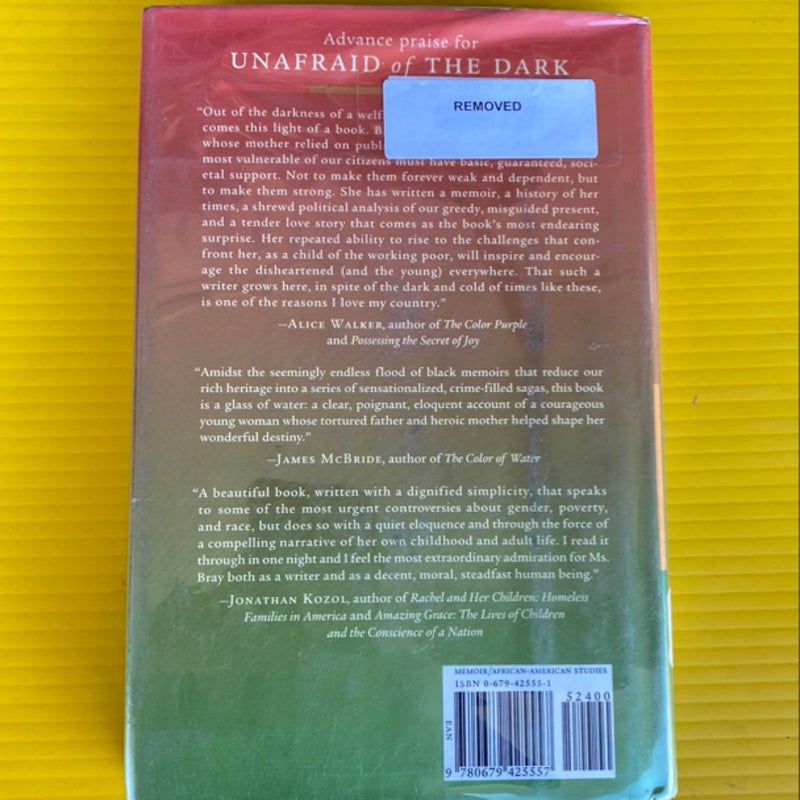 Advance praise for
UNAFRAID of THE DARK
REMOVED
“Out of the darkness of a welf
comes this light of a book. B
whose mother relied on publ
most vulnerable of our citizens must have basic, guaranteed, soci-
etal support. Not to make them forever weak and dependent, but
to make them strong. She has written a memoir, a history of her
times, a shrewd political analysis of our greedy, misguided present,
and a tender love story that comes as the book's most endearing
surprise. Her repeated ability to rise to the challenges that con-
front her, as a child of the working poor, will inspire and encour-
age the disheartened (and the young) everywhere. That such a
writer grows here, in spite of the dark and cold of times like these,
is one of the reasons I love my country.”
—ALICE WALKER, author of The Color Purple
and Possessing the Secret of Joy
“Amidst the seemingly endless flood of black memoirs that reduce our
rich heritage into a series of sensationalized, crime-filled sagas, this book
is a glass of water: a clear, poignant, eloquent account of a courageous
young woman whose tortured father and heroic mother helped shape her
wonderful destiny.”
—JAMES MCBRIDE, author of The Color of Water
“A beautiful book, written with a dignified simplicity, that speaks
to some of the most urgent controversies about gender, poverty,
and race, but does so with a quiet eloquence and through the force of
a compelling narrative of her own childhood and adult life. I read it
through in one night and I feel the most extraordinary admiration for Ms.
Bray both as a writer and as a decent, moral, steadfast human being.”
—JONATHAN KOZOL, author of Rachel and Her Children: Homeless
Families in America and Amazing Grace: The Lives of Children
and the Conscience of a Nation
MEMOIR/AFRICAN-AMERICAN STUDIES
ISBN 0-679-42555-1
52400
EAN
9 780679 425557